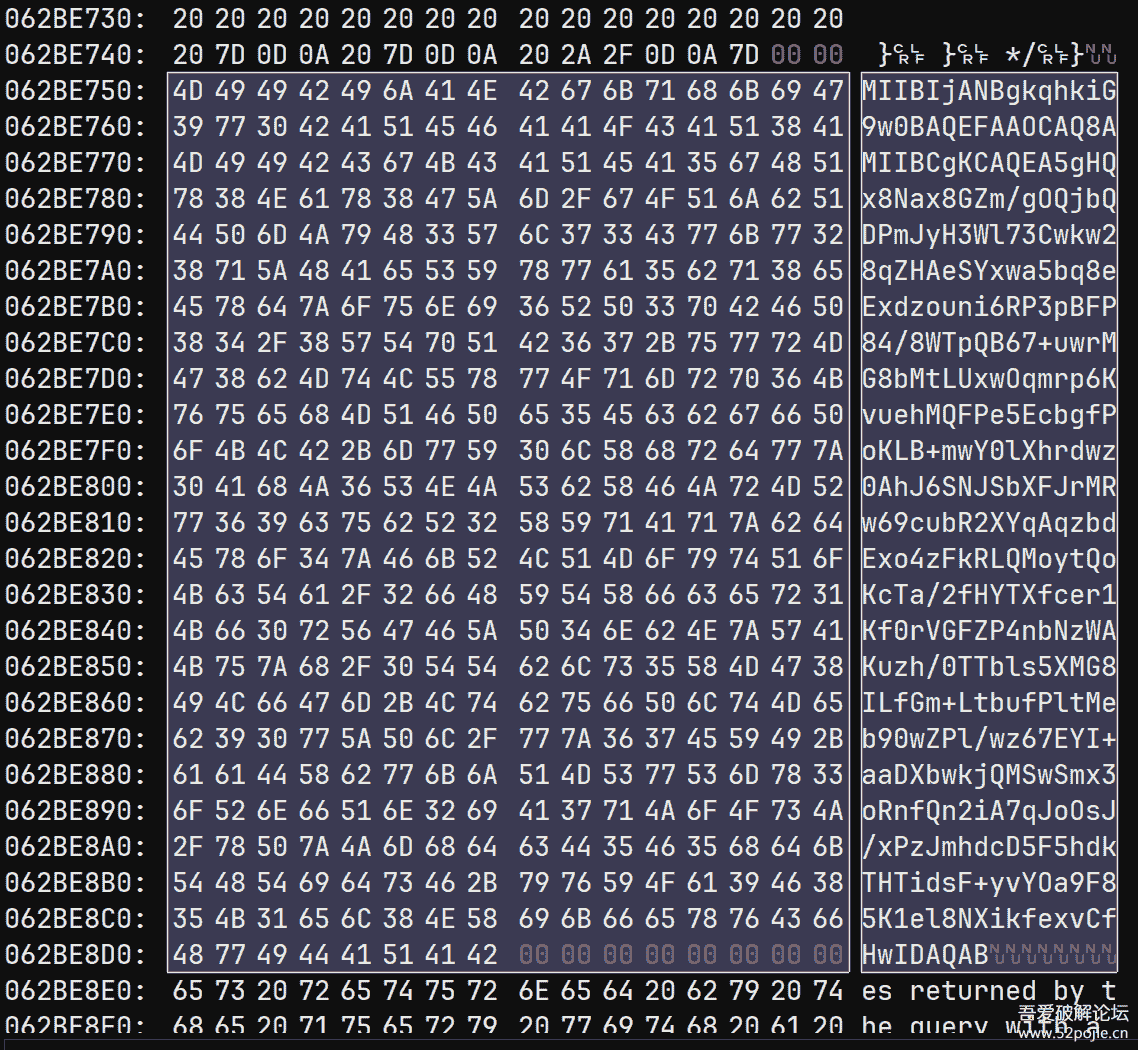 062BE730: 20 20 20 20 20 20 20 20 20 20 20 20 20 20 20 20
062BE740: 20 7D 0D 0A 20 7D 0D 0A 20 2A 2F 0D 0A 7D 00 00 }CRLF }CRLF */CRLF}NUNU
062BE750: 4D 49 49 42 49 6A 41 4E 42 67 6B 71 68 6B 69 47 MIIBIjANBgkqhkiG
062BE760: 39 77 30 42 41 51 45 46 41 41 4F 43 41 51 38 41 9w0BAQEFAAOCAQ8A
062BE770: 4D 49 49 42 43 67 4B 43 41 51 45 41 35 67 48 51 MIIBCgKCAQEA5gHQ
062BE780: 78 38 4E 61 78 38 47 5A 6D 2F 67 4F 51 6A 62 51 x8Nax8GZm/gOQjbQ
062BE790: 44 50 6D 4A 79 48 33 57 6C 37 33 43 77 6B 77 32 DPmJyH3Wl73Cwkw2
062BE7A0: 38 71 5A 48 41 65 53 59 78 77 61 35 62 71 38 65 8qZHAeSYxwa5bq8e
062BE7B0: 45 78 64 7A 6F 75 6E 69 36 52 50 33 70 42 46 50 Exdzouni6RP3pBFP
062BE7C0: 38 34 2F 38 57 54 70 51 42 36 37 2B 75 77 72 4D 84/8WTpQB67+uwrM
062BE7D0: 47 38 62 4D 74 4C 55 78 77 4F 71 6D 72 70 36 4B G8bMtLUxwOqmrp6K
062BE7E0: 76 75 65 68 4D 51 46 50 65 35 45 63 62 67 66 50 vuehMQFPe5EcbgfP
062BE7F0: 6F 4B 4C 42 2B 6D 77 59 30 6C 58 68 72 64 77 7A oKLB+mwY0lXhrdwz
062BE800: 30 41 68 4A 36 53 4E 4A 53 62 58 46 4A 72 4D 52 0AhJ6SNJSbXFJrMR
062BE810: 77 36 39 63 75 62 52 32 58 59 71 41 71 7A 62 64 w69cubR2XYqAqzbd
062BE820: 45 78 6F 34 7A 46 6B 52 4C 51 4D 6F 79 74 51 6F Exo4zFkRLQMoytQo
062BE830: 4B 63 54 61 2F 32 66 48 59 54 58 66 63 65 72 31 KcTa/2fHYTXfcer1
062BE840: 4B 66 30 72 56 47 46 5A 50 34 6E 62 4E 7A 57 41 Kf0rVGFZP4nbNzWA
062BE850: 4B 75 7A 68 2F 30 54 54 62 6C 73 35 58 4D 47 38 Kuzh/0TTbls5XMG8
062BE860: 49 4C 66 47 6D 2B 4C 74 62 75 66 50 6C 74 4D 65 ILfGm+LtbufPltMe
062BE870: 62 39 30 77 5A 50 6C 2F 77 7A 36 37 45 59 49 2B b90wZPl/wz67EYI+
062BE880: 61 61 44 58 62 77 6B 6A 51 4D 53 77 53 6D 78 33 aaDXbwkjQMSwSmx3
062BE890: 6F 52 6E 66 51 6E 32 69 41 37 71 4A 6F 4F 73 4A oRnfQn2iA7qJoOsJ
062BE8A0: 2F 78 50 7A 4A 6D 68 64 63 44 35 46 35 68 64 6B /xPzJmhdcD5F5hdk
062BE8B0: 54 48 54 69 64 73 46 2B 79 76 59 4F 61 39 46 38 THTidsF+yvYOa9F8
062BE8C0: 35 4B 31 65 6C 38 4E 58 69 6B 66 65 78 76 43 66 5K1el8NXikfexvCf
062BE8D0: 48 77 49 44 41 51 41 42 00 00 00 00 00 00 00 00 HwIDAQABNUNUNUNUNUNUNUNU
062BE8E0: 65 73 20 72 65 74 75 72 6E 65 64 20 62 79 20 74 es returned by t
062BE8F0: 68 65 20 71 75 65 72 79 20 77 69 74 68 20 61 20 he query with a
吾爱破解论坛
www.52pojie.cn